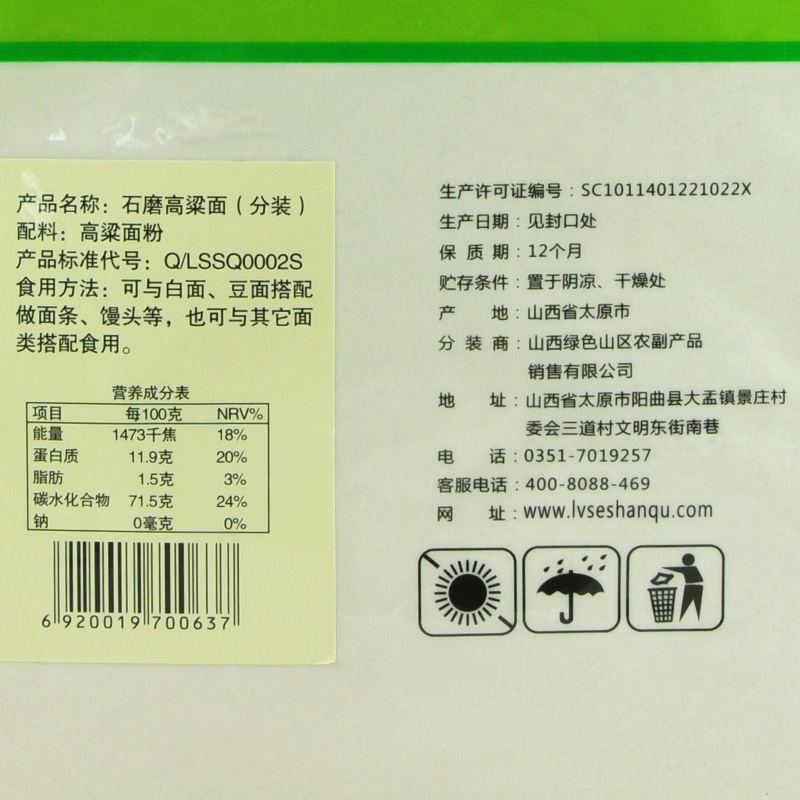 产品名称：石磨高粱面（分装）
配料：高粱面粉
产品标准代号：Q/LSSQ0002S
食用方法：可与白面、豆面搭配
做面条、馒头等，也可与其它面
类搭配食用。
营养成分表
项目 每100克 NRV%
能量 1473千焦 18%
蛋白质 11.9克 20%
脂肪 1.5克 3%
碳水化合物 71.5克 24%
钠 0毫克 0%
6 920019 700637
生产许可证编号：SC1011401221022X
生产日期：见封口处
保质期：12个月
贮存条件：置于阴凉、干燥处
产地：山西省太原市
分装商：山西绿色山区农副产品
销售有限公司
地址：山西省太原市阳曲县大孟镇景庄村
委会三道村文明东街南巷
电话：0351-7019257
客服电话：400-8088-469
网址：www.lvseshanqu.com